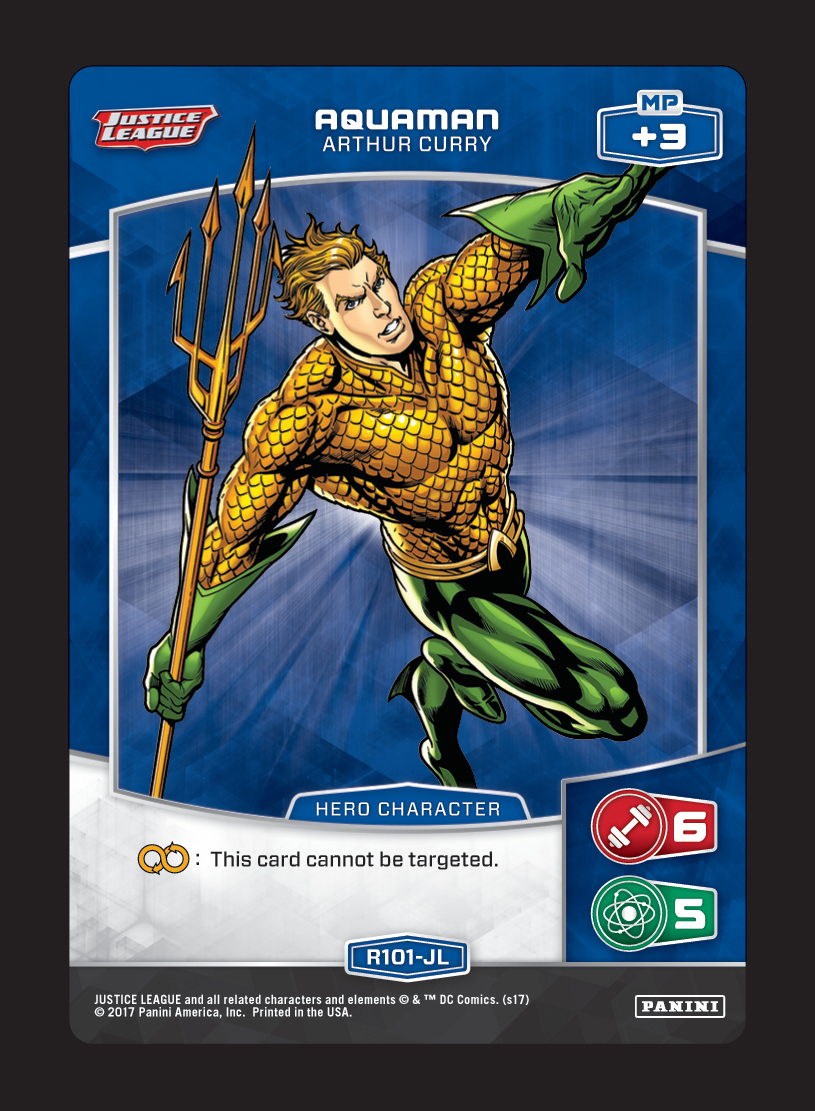 JUSTICE
LEAGUE
AQUAMAN
ARTHUR CURRY
MP
+3
HERO CHARACTER
: This card cannot be targeted.
6
5
R101-JL
JUSTICE LEAGUE and all related characters and elements © & ™ DC Comics. (s17)
© 2017 Panini America, Inc. Printed in the USA.
PANINI